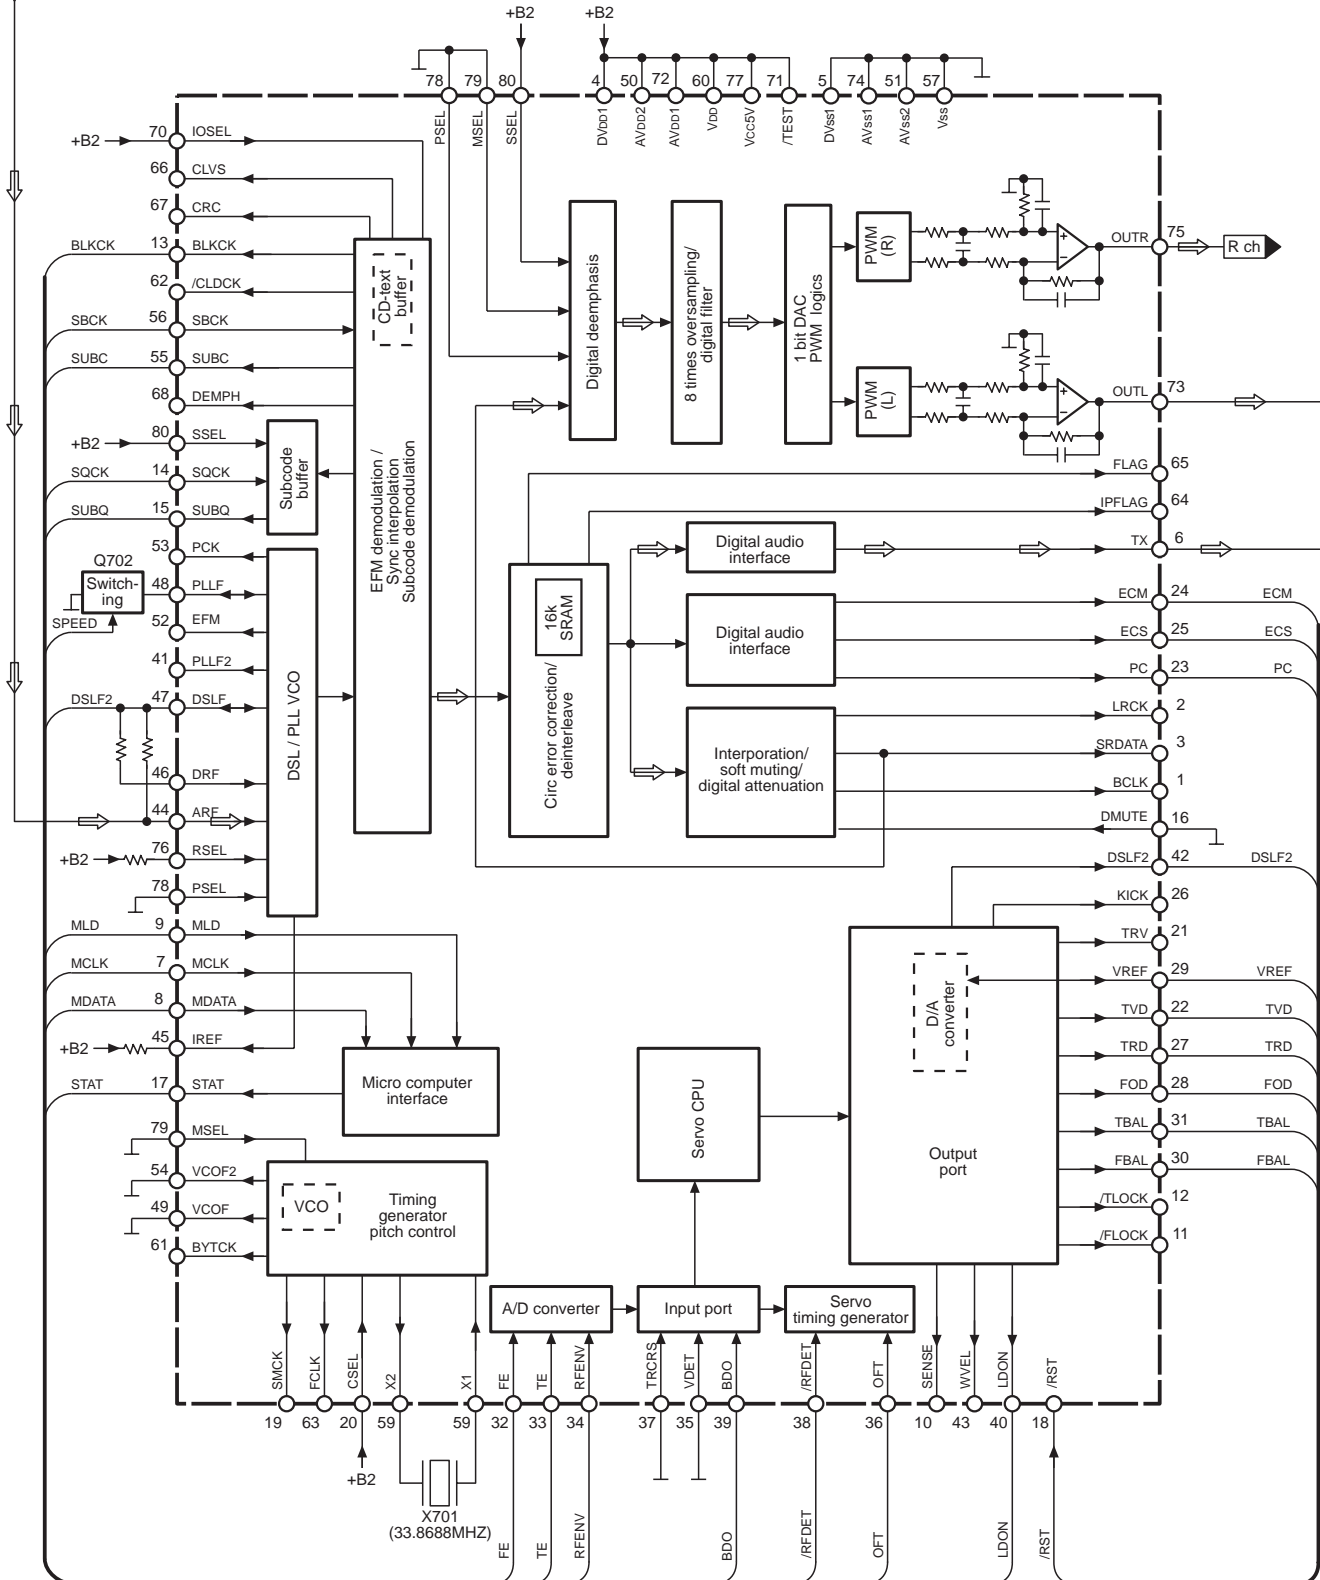 +B2
+B2
78
79
80
4
50
72
60
77
71
5
74
51
57
PSEL
MSEL
SSEL
DVDD1
AVDD2
AVDD1
VDD
VCC5V
/TEST
DVss1
AVss1
AVss2
Vss
+B2
70
IOSEL
66
CLVS
67
CRC
BLKCK
13
BLKCK
62
/CLDCK
SBCK
56
SBCK
SUBC
55
SUBC
68
DEMPH
+B2
80
SSEL
SQCK
14
SQCK
SUBQ
15
SUBQ
53
PCK
Q702
Switch-
ing
48
PLLF
SPEED
52
EFM
41
PLLF2
DSLF2
47
DSLF
46
DRF
44
ARF
+B2
76
RSEL
78
PSEL
MLD
9
MLD
MCLK
7
MCLK
MDATA
8
MDATA
+B2
45
IREF
STAT
17
STAT
79
MSEL
54
VCOF2
49
VCOF
61
BYTCK
CD-text
buffer
EFM demodulation /
Sync interpolation
Subcode demodulation
Subcode
buffer
DSL / PLL VCO
Digital deemphasis
8 times oversampling/
digital filter
1 bit DAC
PWM logics
PWM
(R)
PWM
(L)
+
−
+
−
16k
SRAM
Circ error correction/
deinterleave
Digital audio
interface
Digital audio
interface
Interporation/
soft muting/
digital attenuation
Micro computer
interface
VCO
Timing
generator
pitch control
Servo CPU
D/A
converter
Output
port
A/D converter
Input port
Servo
timing generator
OUTR
75
R ch
OUTL
73
FLAG
65
IPFLAG
64
TX
6
ECM
24
ECM
ECS
25
ECS
PC
23
PC
LRCK
2
SRDATA
3
BCLK
1
DMUTE
16
DSLF2
42
DSLF2
KICK
26
TRV
21
VREF
29
VREF
TVD
22
TVD
TRD
27
TRD
FOD
28
FOD
TBAL
31
TBAL
FBAL
30
FBAL
/TLOCK
12
/FLOCK
11
SMCK
FCLK
CSEL
X2
X1
FE
TE
RFENV
TRCRS
VDET
BDO
/RFDET
OFT
SENSE
WVEL
LDON
/RST
19
63
20
59
59
32
33
34
37
35
39
38
36
10
43
40
18
+B2
X701
(33.8688MHZ)
FE
TE
RFENV
BDO
/RFDET
OFT
LDON
/RST